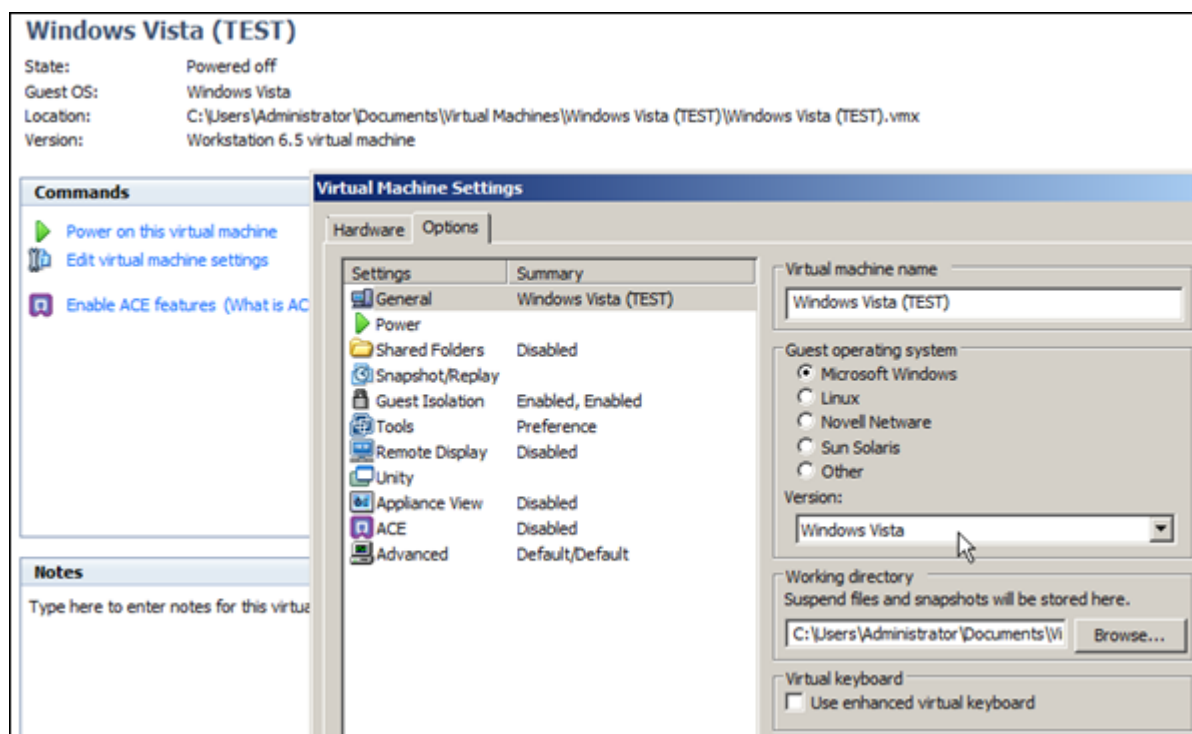 Windows Vista (TEST)
State: Powered off
Guest OS: Windows Vista
Location: C:\Users\Administrator\Documents\Virtual Machines\Windows Vista (TEST)\Windows Vista (TEST).vmx
Version: Workstation 6.5 virtual machine
Commands
Power on this virtual machine
Edit virtual machine settings
Enable ACE features (What is AC
Notes
Type here to enter notes for this virtua
Virtual Machine Settings
Hardware Options
Settings Summary
General Windows Vista (TEST)
Power
Shared Folders Disabled
Snapshot/Replay
Guest Isolation Enabled, Enabled
Tools Preference
Remote Display Disabled
Unity
Appliance View Disabled
ACE Disabled
Advanced Default/Default
Virtual machine name
Windows Vista (TEST)
Guest operating system
Microsoft Windows
Linux
Novell Netware
Sun Solaris
Other
Version:
Windows Vista
Working directory
Suspend files and snapshots will be stored here.
C:\Users\Administrator\Documents\Vi Browse...
Virtual keyboard
Use enhanced virtual keyboard